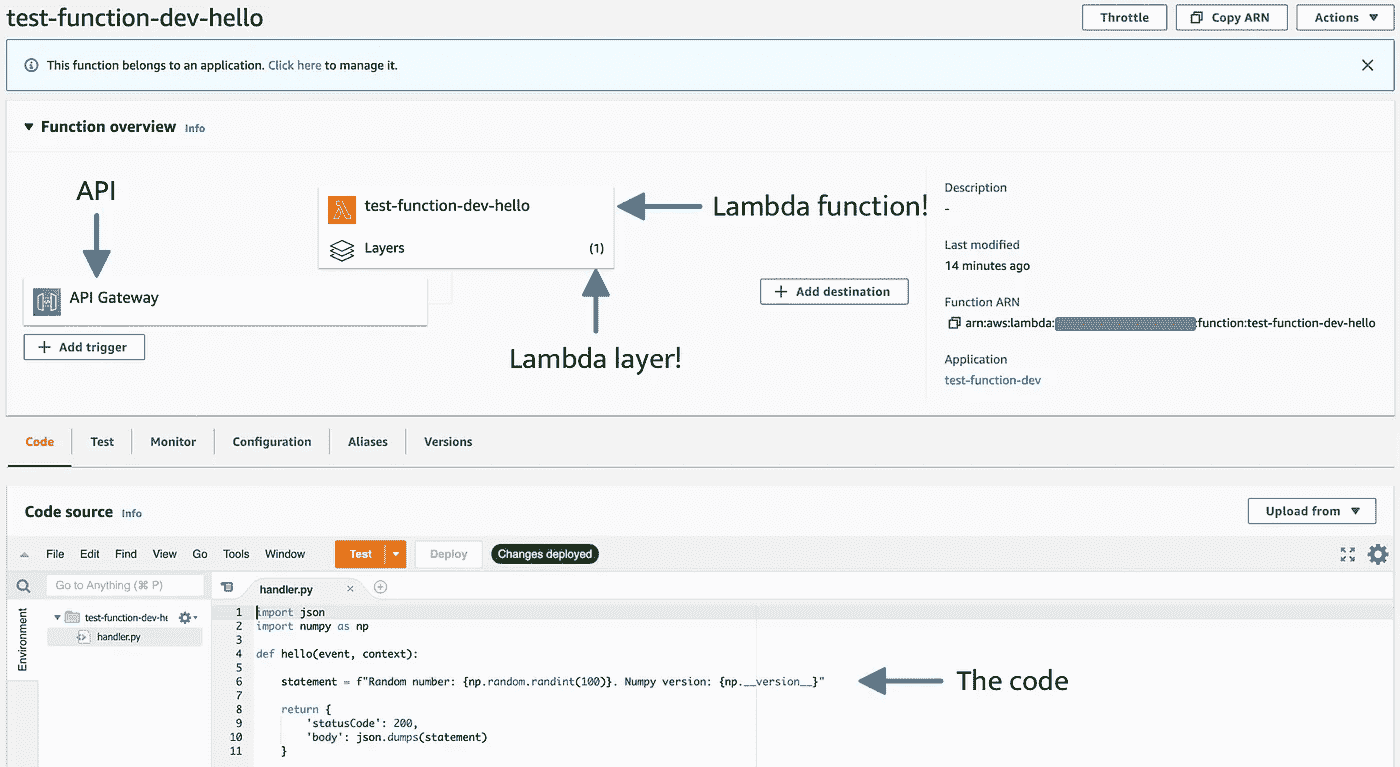 test-function-dev-hello
Throttle
Copy ARN
Actions
This function belongs to an application. Click here to manage it.
Function overview Info
API
API Gateway
Add trigger
test-function-dev-hello
Layers (1)
Lambda function!
Lambda layer!
Add destination
Description
-
Last modified
14 minutes ago
Function ARN
arn:aws:lambda: :function:test-function-dev-hello
Application
test-function-dev
Code
Test
Monitor
Configuration
Aliases
Versions
Code source Info
Upload from
File Edit Find View Go Tools Window
Test
Deploy
Changes deployed
Go to Anything (⌘ P)
handler.py
Environment
test-function-dev-he
handler.py
1 import json
2 import numpy as np
3
4 def hello(event, context):
5
6 statement = f"Random number: {np.random.randint(100)}. Numpy version: {np.__version__}"
7
8 return {
9 'statusCode': 200,
10 'body': json.dumps(statement)
11 }
The code